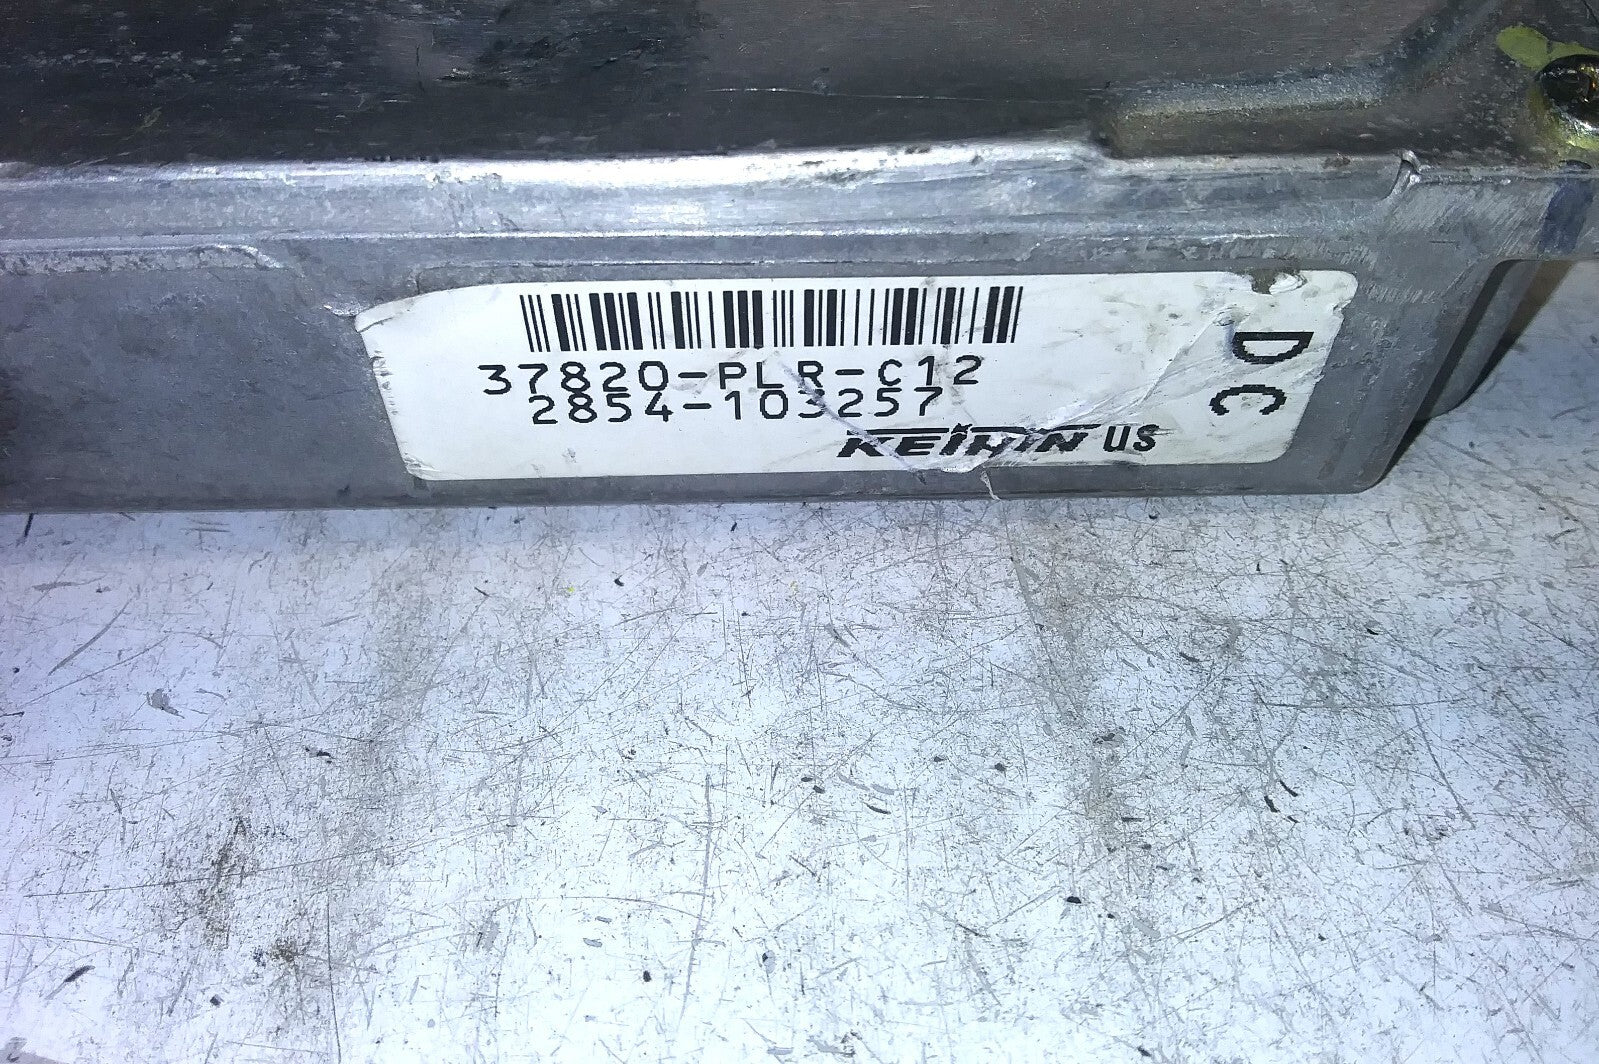 37820-PLR-C12
2854-103257
KEIHIN US
DC